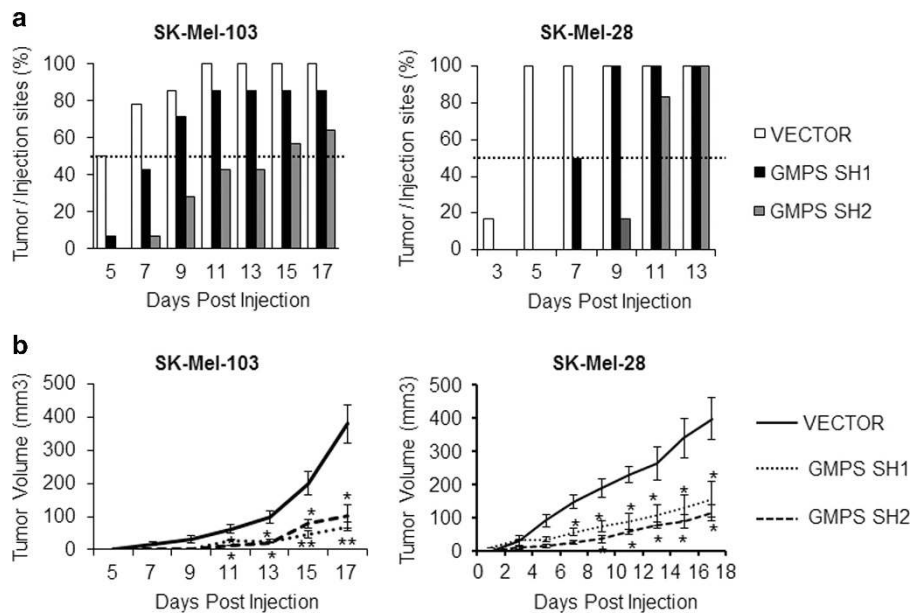 a
SK-Mel-103
Tumor / Injection sites (%)
100
80
60
40
20
0
5 7 9 11 13 15 17
Days Post Injection
SK-Mel-28
Tumor / Injection sites (%)
100
80
60
40
20
0
3 5 7 9 11 13
Days Post Injection
VECTOR
GMPS SH1
GMPS SH2
b
SK-Mel-103
Tumor Volume (mm3)
500
400
300
200
100
0
5 7 9 11 13 15 17
Days Post Injection
* * * *
* * ** **
SK-Mel-28
Tumor Volume (mm3)
500
400
300
200
100
0
0 2 4 6 8 10 12 14 16 18
Days Post Injection
* * * * * *
* * * * *
VECTOR
GMPS SH1
GMPS SH2